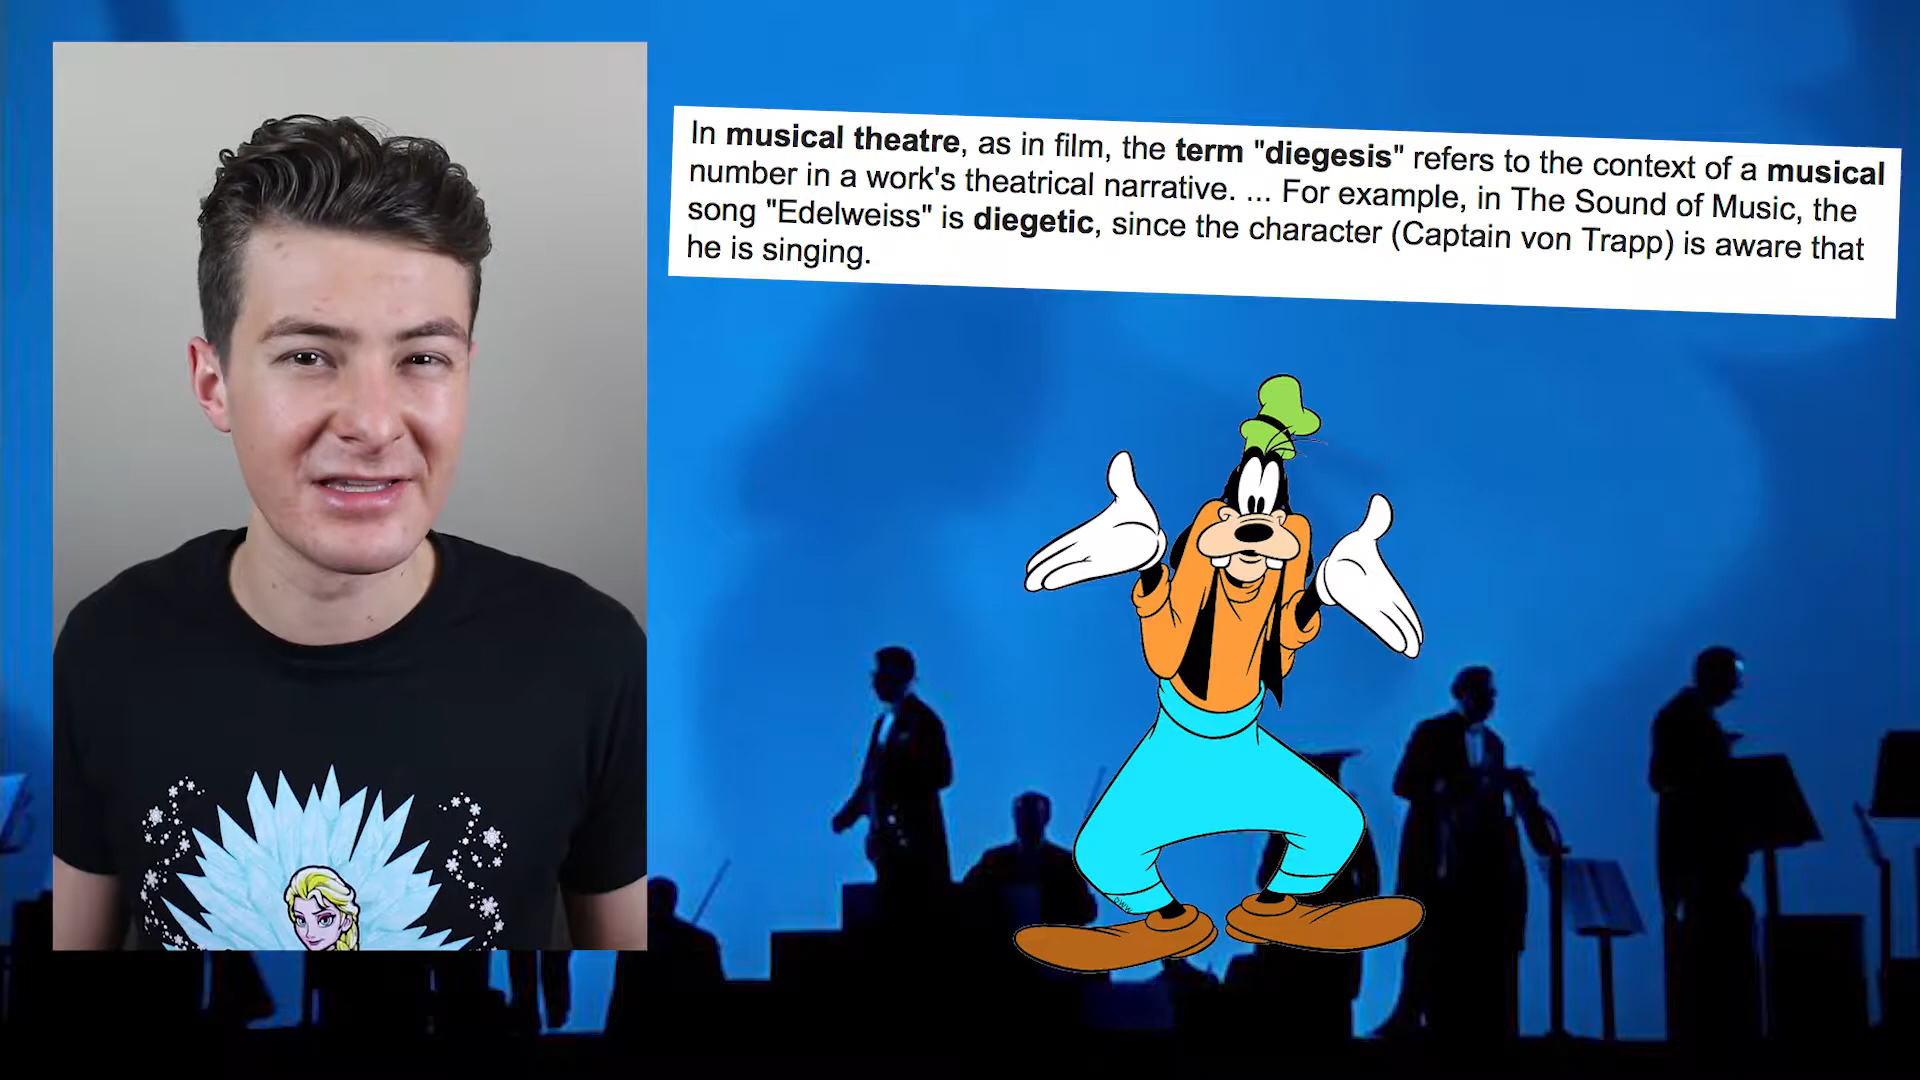 In musical theatre, as in film, the term "diegesis" refers to the context of a musical
number in a work's theatrical narrative. ... For example, in The Sound of Music, the
song "Edelweiss" is diegetic, since the character (Captain von Trapp) is aware that
he is singing.